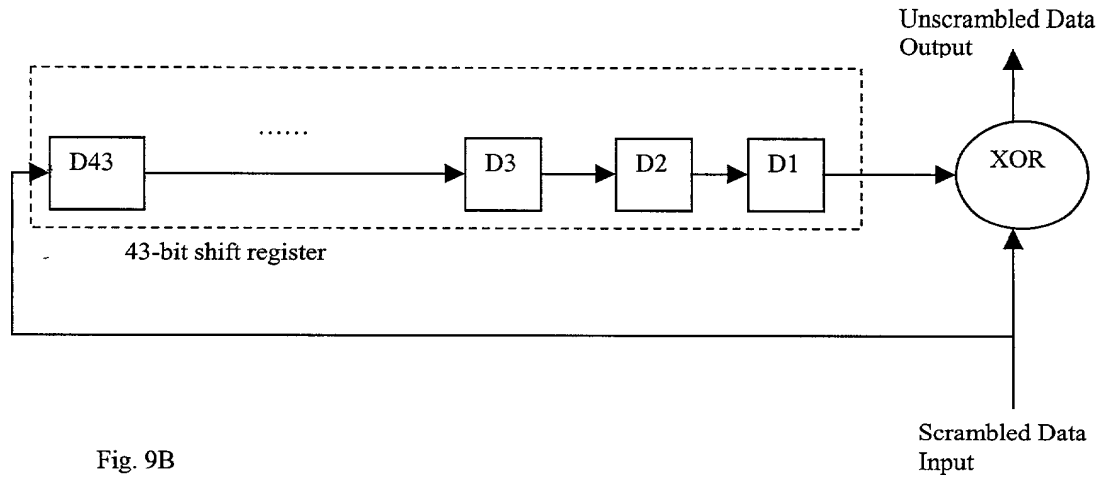 Unscrambled Data
Output
......
D43
D3
D2
D1
XOR
43-bit shift register
Scrambled Data
Input
Fig. 9B